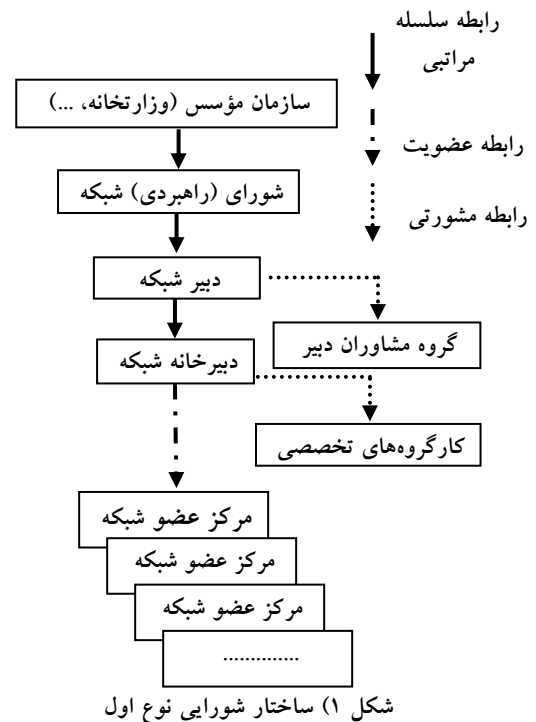 رابطه سلسله
مراتبی
سازمان مؤسس (وزارتخانه، ...)
رابطه عضویت
شورای (راهبردی) شبکه
رابطه مشورتی
دبیر شبکه
گروه مشاوران دبیر
دبیرخانه شبکه
کارگروه‌های تخصصی
مرکز عضو شبکه
مرکز عضو شبکه
مرکز عضو شبکه
..............
شکل ۱) ساختار شورایی نوع اول